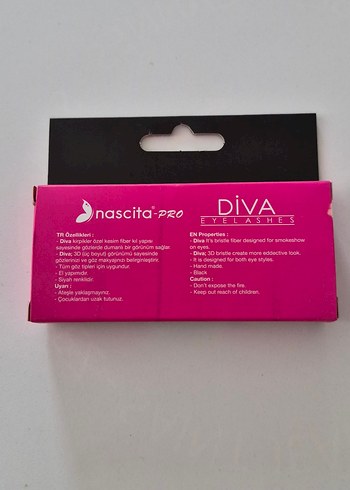 nascita®-PRO
DİVA
EYELASHES
TR Özellikleri :
- Diva kirpikler özel kesim fiber kıl yapısı
sayesinde gözlerde dumanlı bir görünüm sağlar.
- Diva; 3D (üç boyut) görünümü sayesinde
gözlerinizi ve göz makyajınızı belirginleştirir.
- Tüm göz tipleri için uygundur.
- El yapımıdır.
- Siyah renklidir.
Uyarı :
- Ateşle yaklaşmayınız.
- Çocuklardan uzak tutunuz.
EN Properties :
- Diva It's bristle fiber designed for smokeshow
on eyes.
- Diva; 3D bristle create more eddective look.
- It is designed for both eye styles.
- Hand made.
- Black
Caution :
- Don't expose the fire.
- Keep out reach of children.